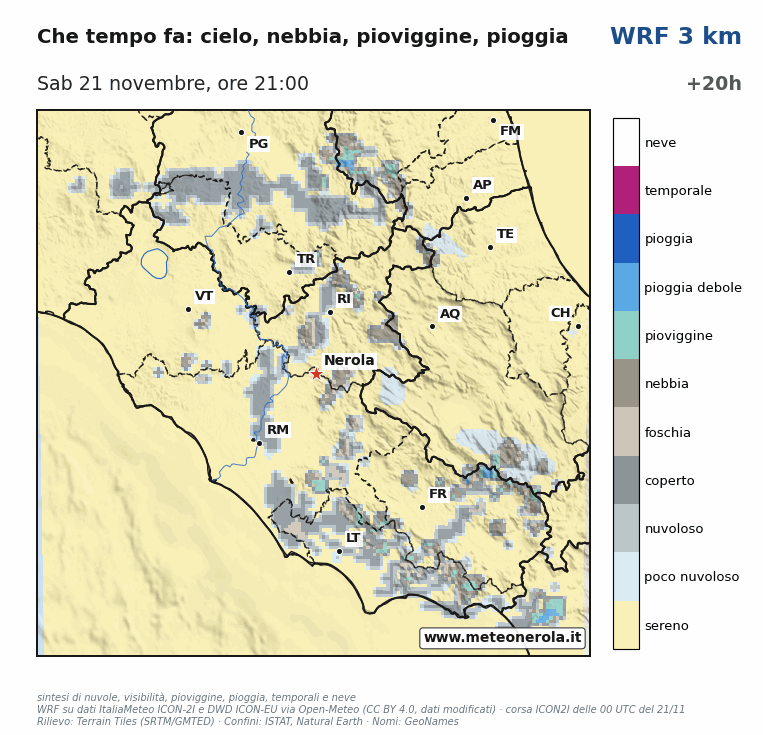 Che tempo fa: cielo, nebbia, pioviggine, pioggia
WRF 3 km
Sab 21 novembre, ore 21:00
+20h
FM
PG
AP
TE
TR
VT
RI
AQ
CH
Nerola
RM
FR
LT
www.meteonerola.it
neve
temporale
pioggia
pioggia debole
pioviggine
nebbia
foschia
coperto
nuvoloso
poco nuvoloso
sereno
sintesi di nuvole, visibilità, pioviggine, pioggia, temporali e neve
WRF su dati ItaliaMeteo ICON-2I e DWD ICON-EU via Open-Meteo (CC BY 4.0, dati modificati) · corsa ICON2I delle 00 UTC del 21/11
Rilievo: Terrain Tiles (SRTM/GMTED) · Confini: ISTAT, Natural Earth · Nomi: GeoNames